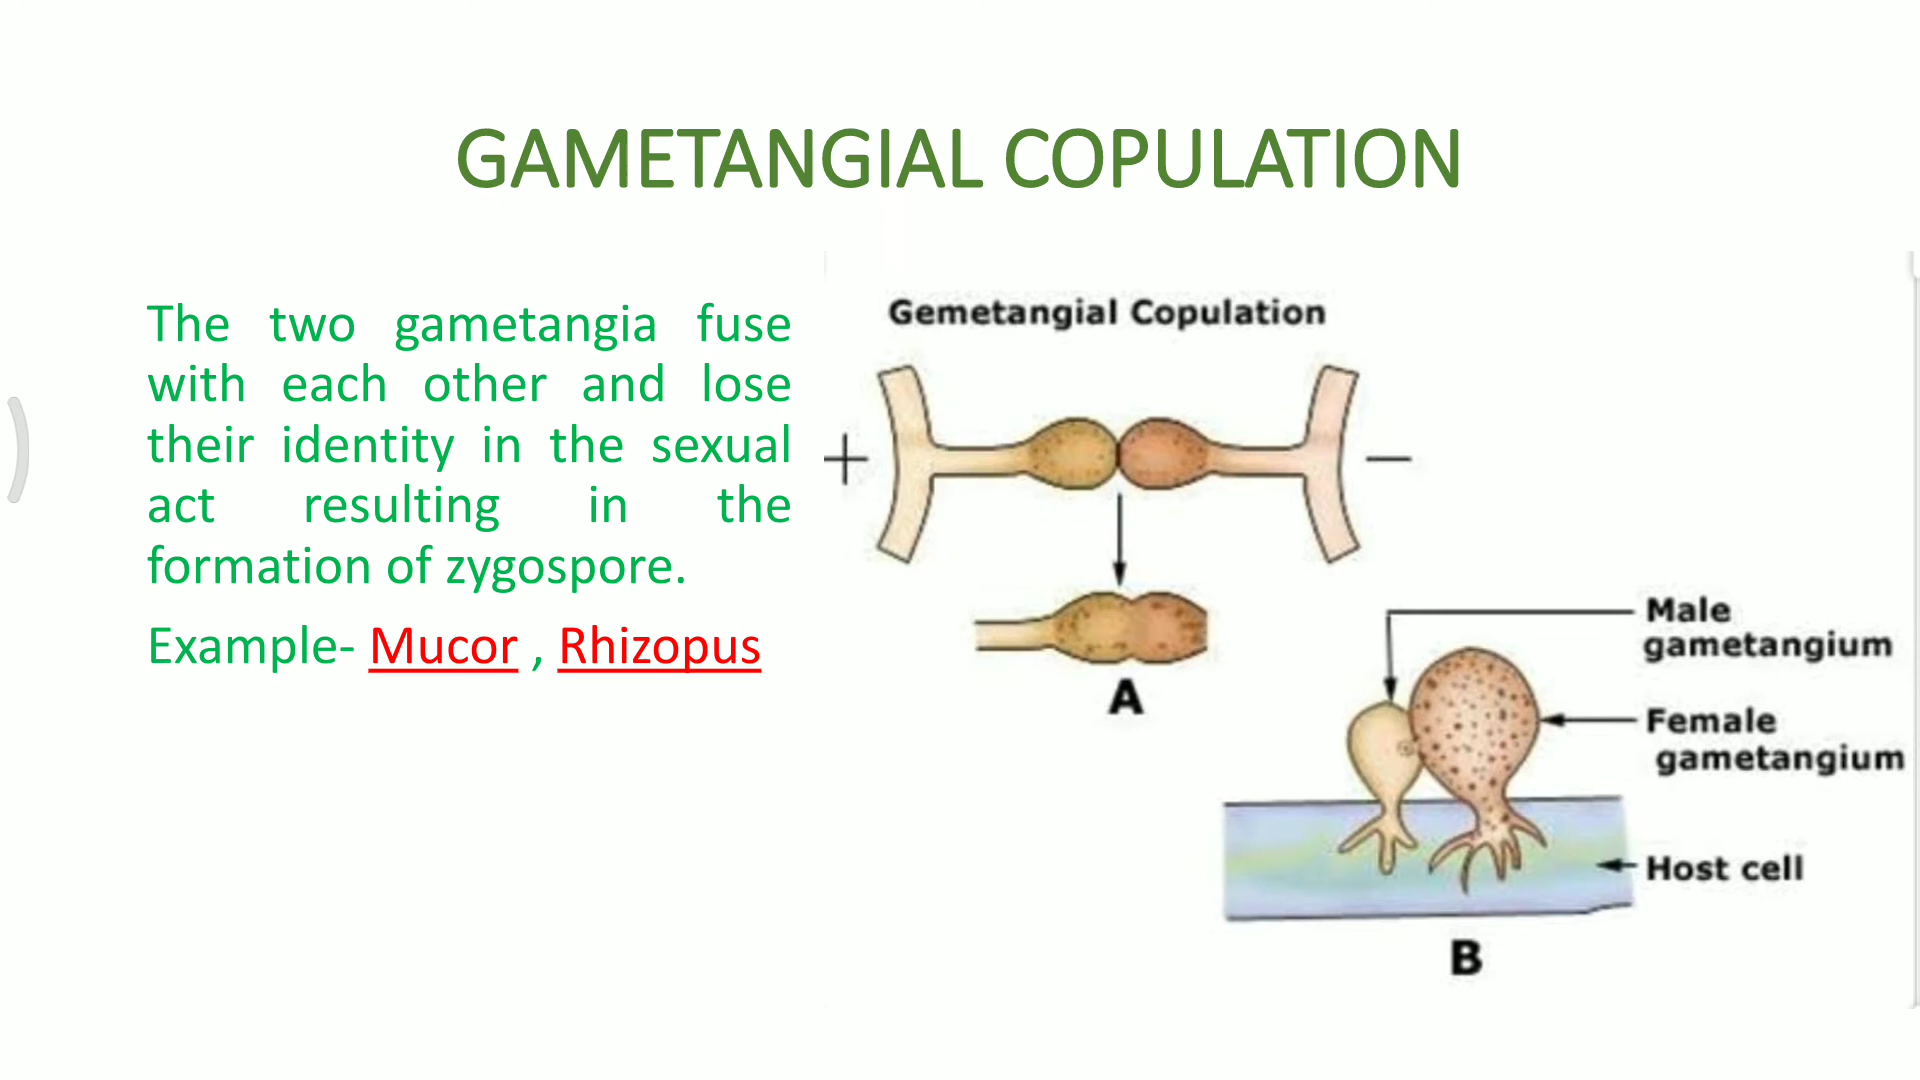 GAMETANGIAL COPULATION
The two gametangia fuse
with each other and lose
their identity in the sexual
act resulting in the
formation of zygospore.
Example- Mucor , Rhizopus
Gemetangial Copulation
+ −
A
Male
gametangium
Female
gametangium
Host cell
B